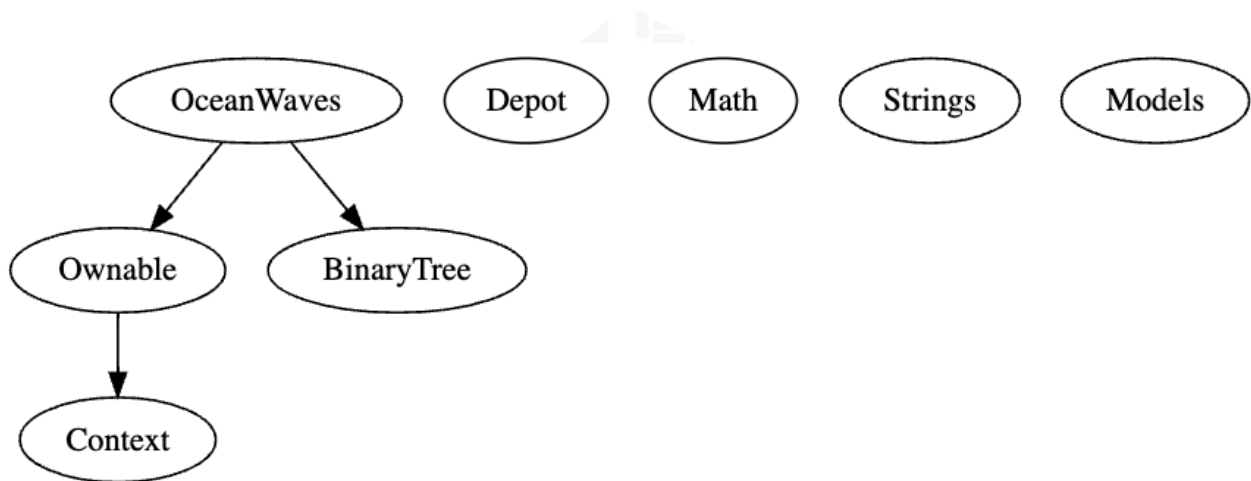 OceanWaves
Depot
Math
Strings
Models
Ownable
BinaryTree
Context